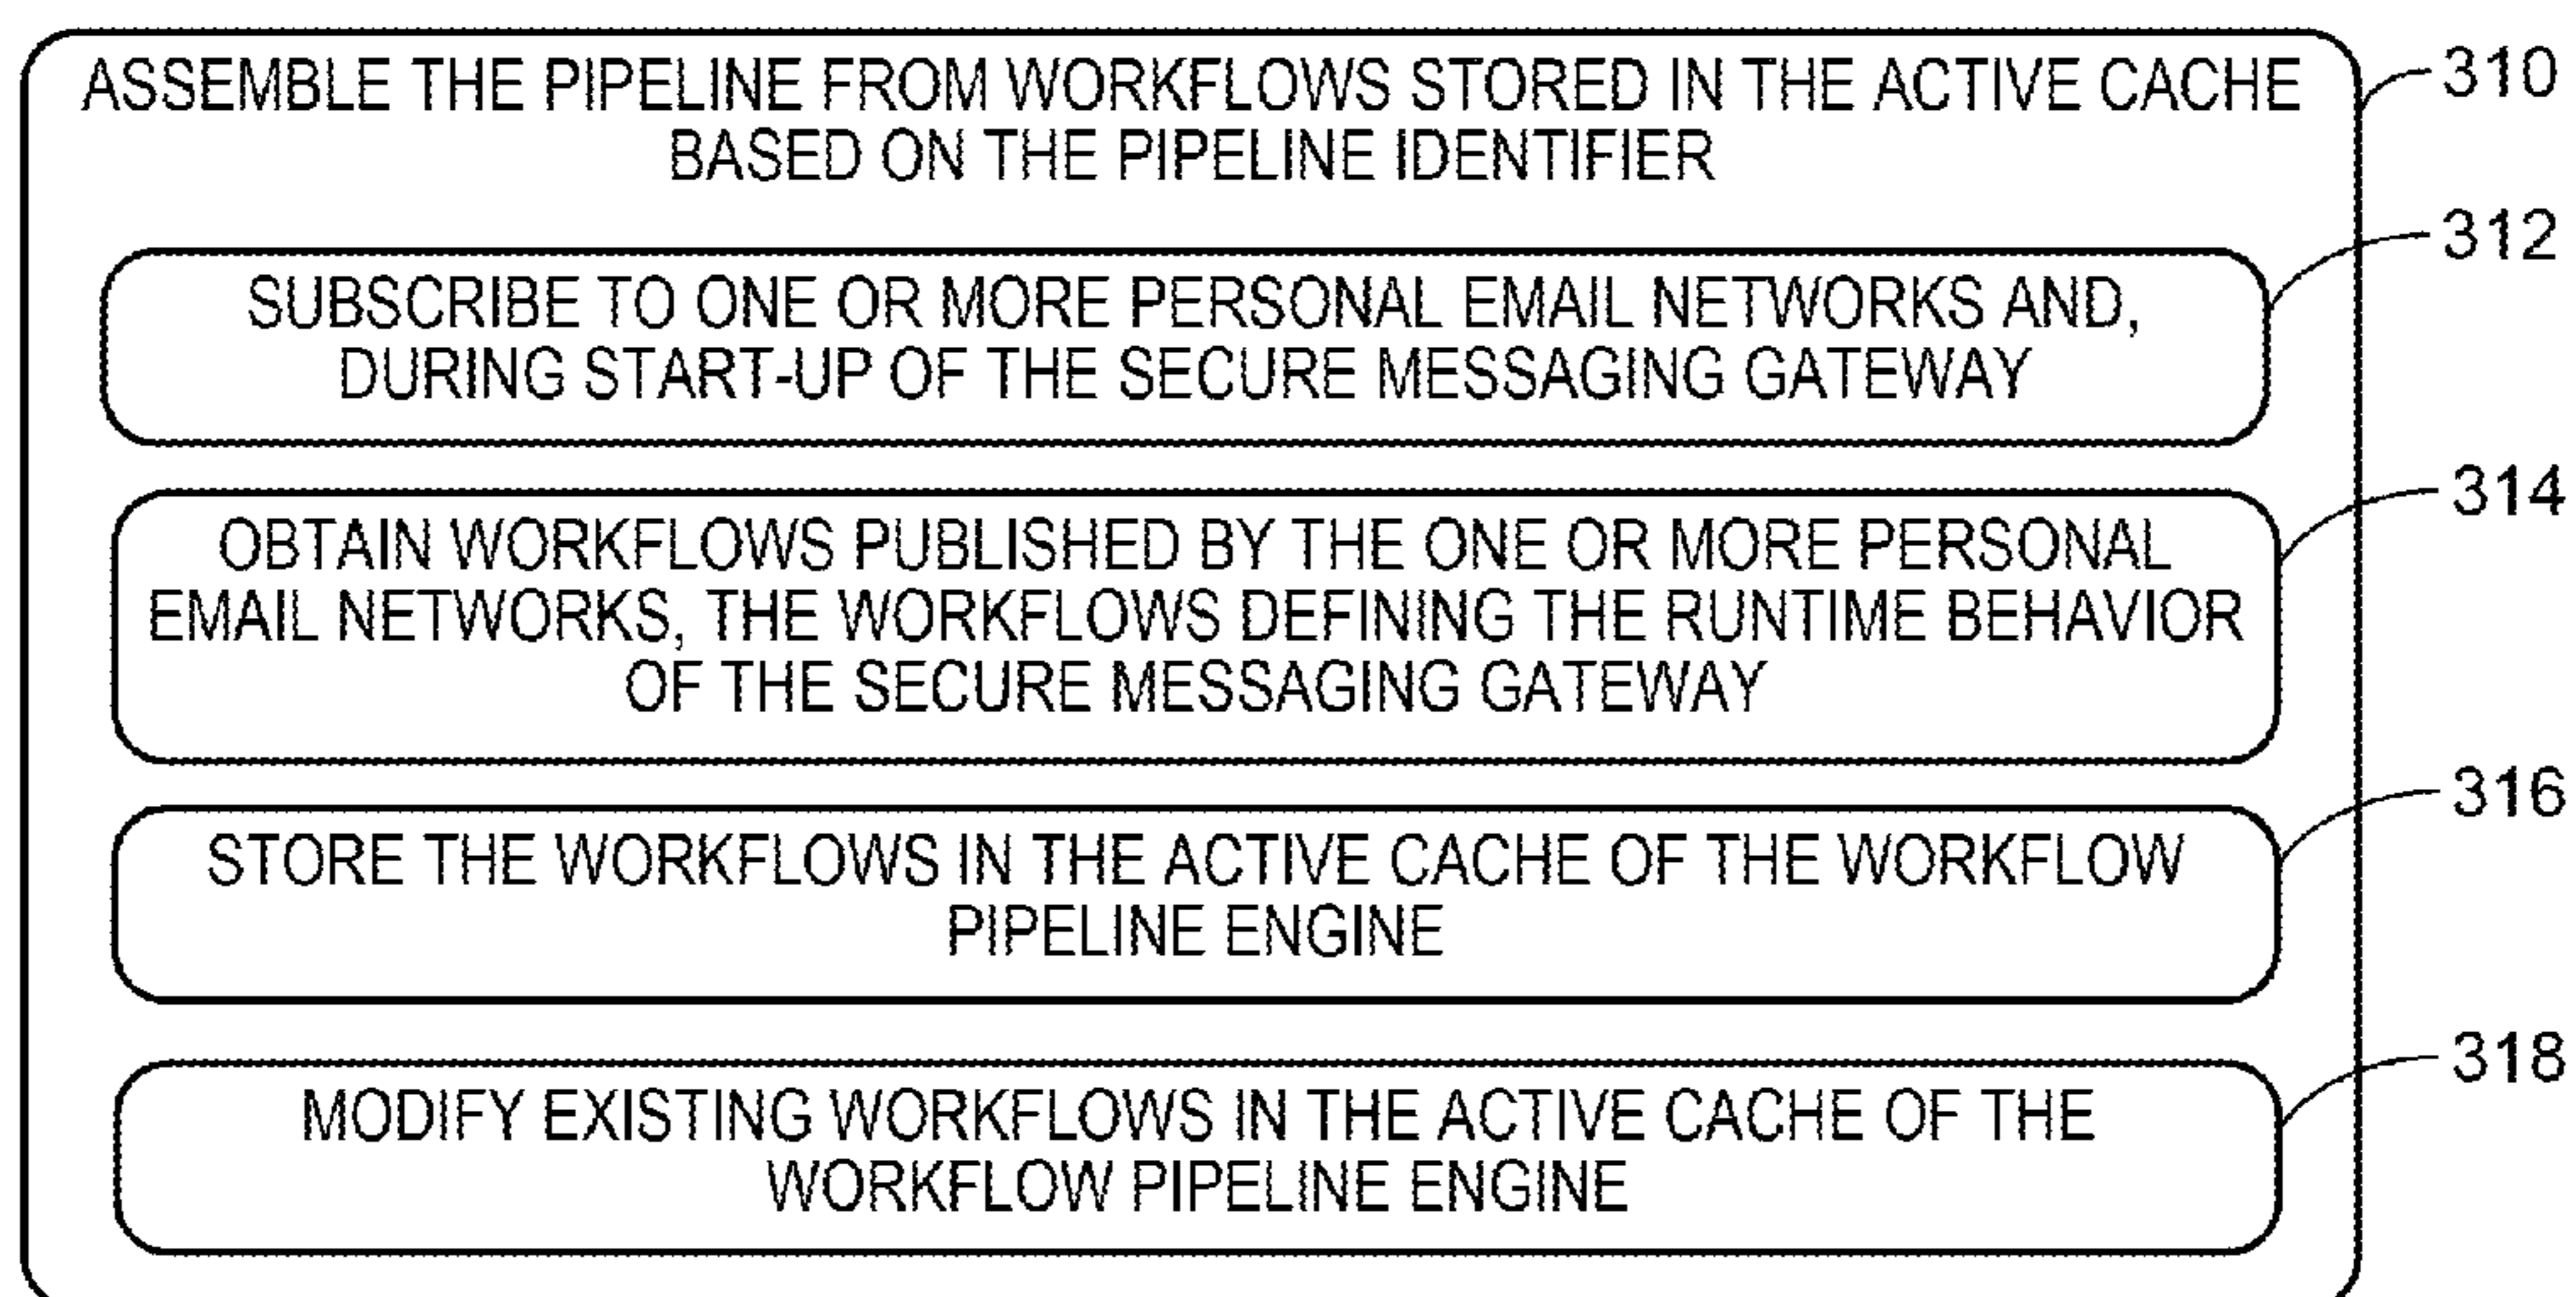 ASSEMBLE THE PIPELINE FROM WORKFLOWS STORED IN THE ACTIVE CACHE
BASED ON THE PIPELINE IDENTIFIER
310
312
SUBSCRIBE TO ONE OR MORE PERSONAL EMAIL NETWORKS AND,
DURING START-UP OF THE SECURE MESSAGING GATEWAY
314
OBTAIN WORKFLOWS PUBLISHED BY THE ONE OR MORE PERSONAL
EMAIL NETWORKS, THE WORKFLOWS DEFINING THE RUNTIME BEHAVIOR
OF THE SECURE MESSAGING GATEWAY
316
STORE THE WORKFLOWS IN THE ACTIVE CACHE OF THE WORKFLOW
PIPELINE ENGINE
318
MODIFY EXISTING WORKFLOWS IN THE ACTIVE CACHE OF THE
WORKFLOW PIPELINE ENGINE